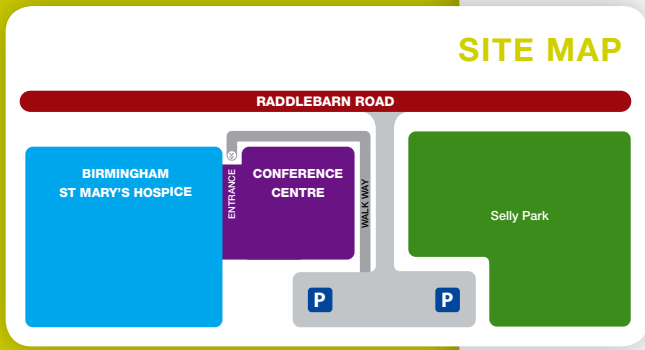 SITE MAP
RADDLEBARN ROAD
BIRMINGHAM
ST MARY'S HOSPICE
ENTRANCE
CONFERENCE
CENTRE
WALK WAY
Selly Park
P
P